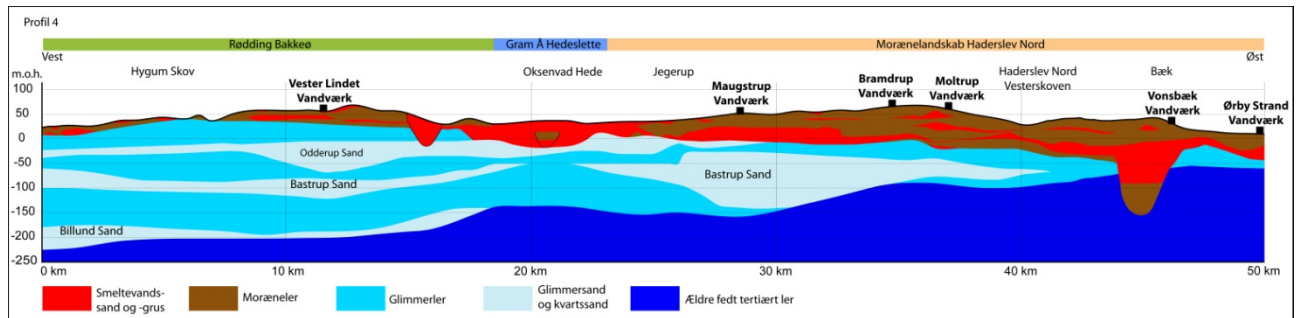 Profil 4
Rødding Bakkeø
Gram Å Hedeslette
Morænelandskab Haderslev Nord
Vest
Øst
m.o.h.
Hygum Skov
Vester Lindet
Vandværk
Oksenvad Hede
Jegerup
Maugstrup
Vandværk
Bramdrup
Vandværk
Moltrup
Vandværk
Haderslev Nord
Vesterskoven
Bæk
Vonsbæk
Vandværk
Ørby Strand
Vandværk
100
50
0
-50
-100
-150
-200
-250
Odderup Sand
Bastrup Sand
Bastrup Sand
Billund Sand
0 km
10 km
20 km
30 km
40 km
50 km
Smeltevands-
sand og -grus
Moræneler
Glimmerler
Glimmersand
og kvartssand
Ældre fedt tertiært ler